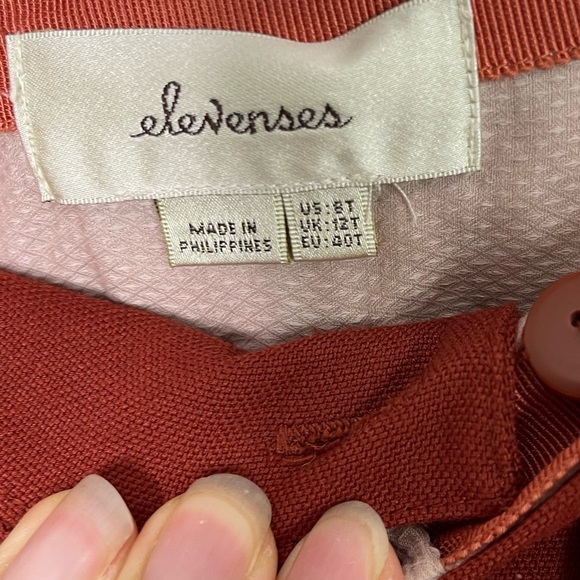 elevenses
MADE IN
PHILIPPINES
US: 8T
UK: 12T
EU: 40T